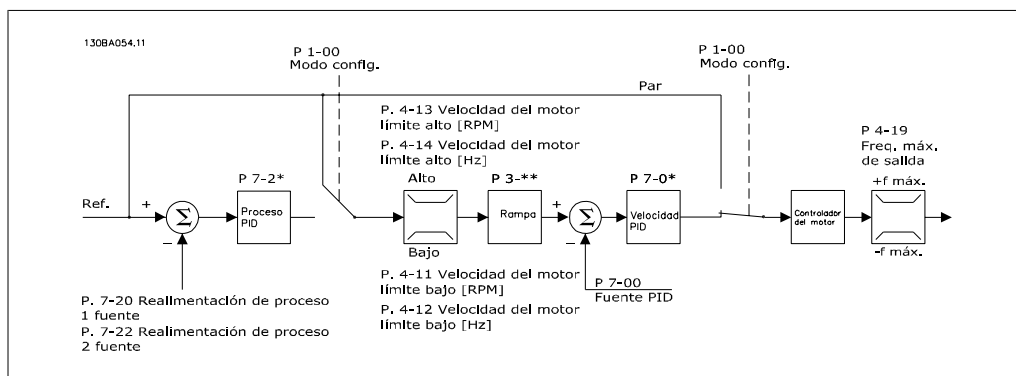 130BA054.11
P 1-00
Modo config.
P 1-00
Modo config.
Par
P. 4-13 Velocidad del motor
límite alto [RPM]
P. 4-14 Velocidad del motor
límite alto [Hz]
P 4-19
Freq. máx.
de salida
P 7-2*
Alto
P 3-**
P 7-0*
+f máx.
Ref.
+
Σ
−
Proceso
PID
Rampa
+
Σ
−
Velocidad
PID
Controlador
del motor
Bajo
-f máx.
P. 4-11 Velocidad del motor
límite bajo [RPM]
P. 4-12 Velocidad del motor
límite bajo [Hz]
P 7-00
Fuente PID
P. 7-20 Realimentación de proceso
1 fuente
P. 7-22 Realimentación de proceso
2 fuente